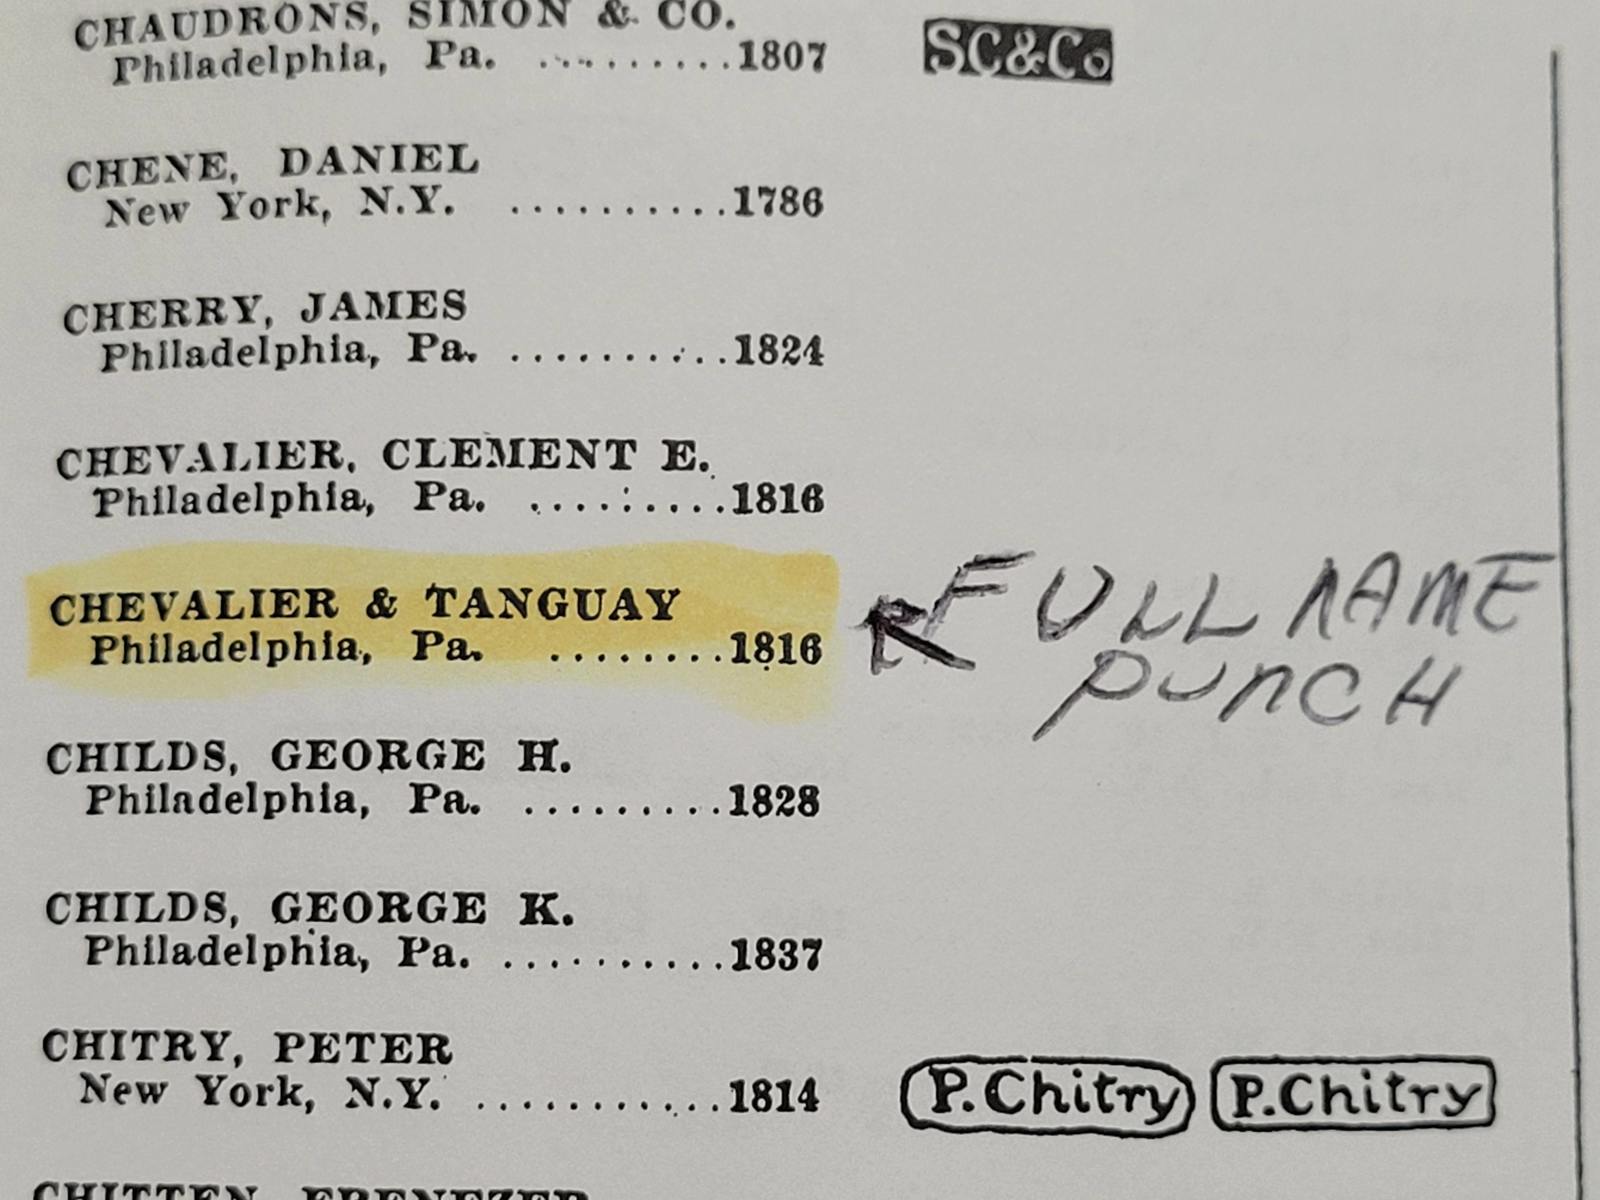 CHAUDRONS, SIMON & CO.
Philadelphia, Pa. ..........1807 SC&Co
CHENE, DANIEL
New York, N.Y. ..........1786
CHERRY, JAMES
Philadelphia, Pa. ..........1824
CHEVALIER, CLEMENT E.
Philadelphia, Pa. .........1816
CHEVALIER & TANGUAY
Philadelphia, Pa. ........1816
FULL NAME
PUNCH
CHILDS, GEORGE H.
Philadelphia, Pa. .........1828
CHILDS, GEORGE K.
Philadelphia, Pa. ..........1837
CHITRY, PETER
New York, N.Y. ...........1814 P.Chitry P.Chitry
CHITTEN, EBENEZER